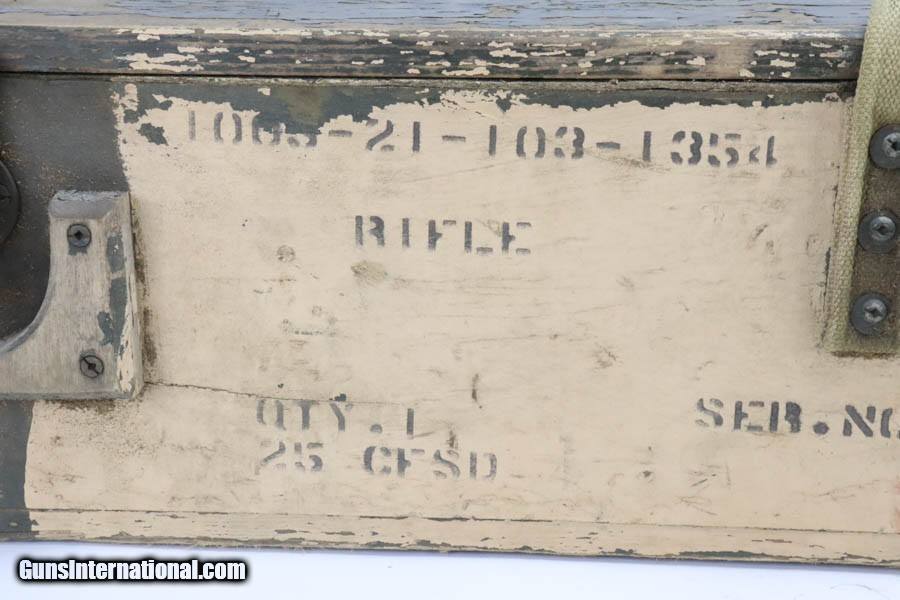 1005-21-103-1354
RIFLE
QTY.1
SER.NO
25 CFSD
GunsInternational.com